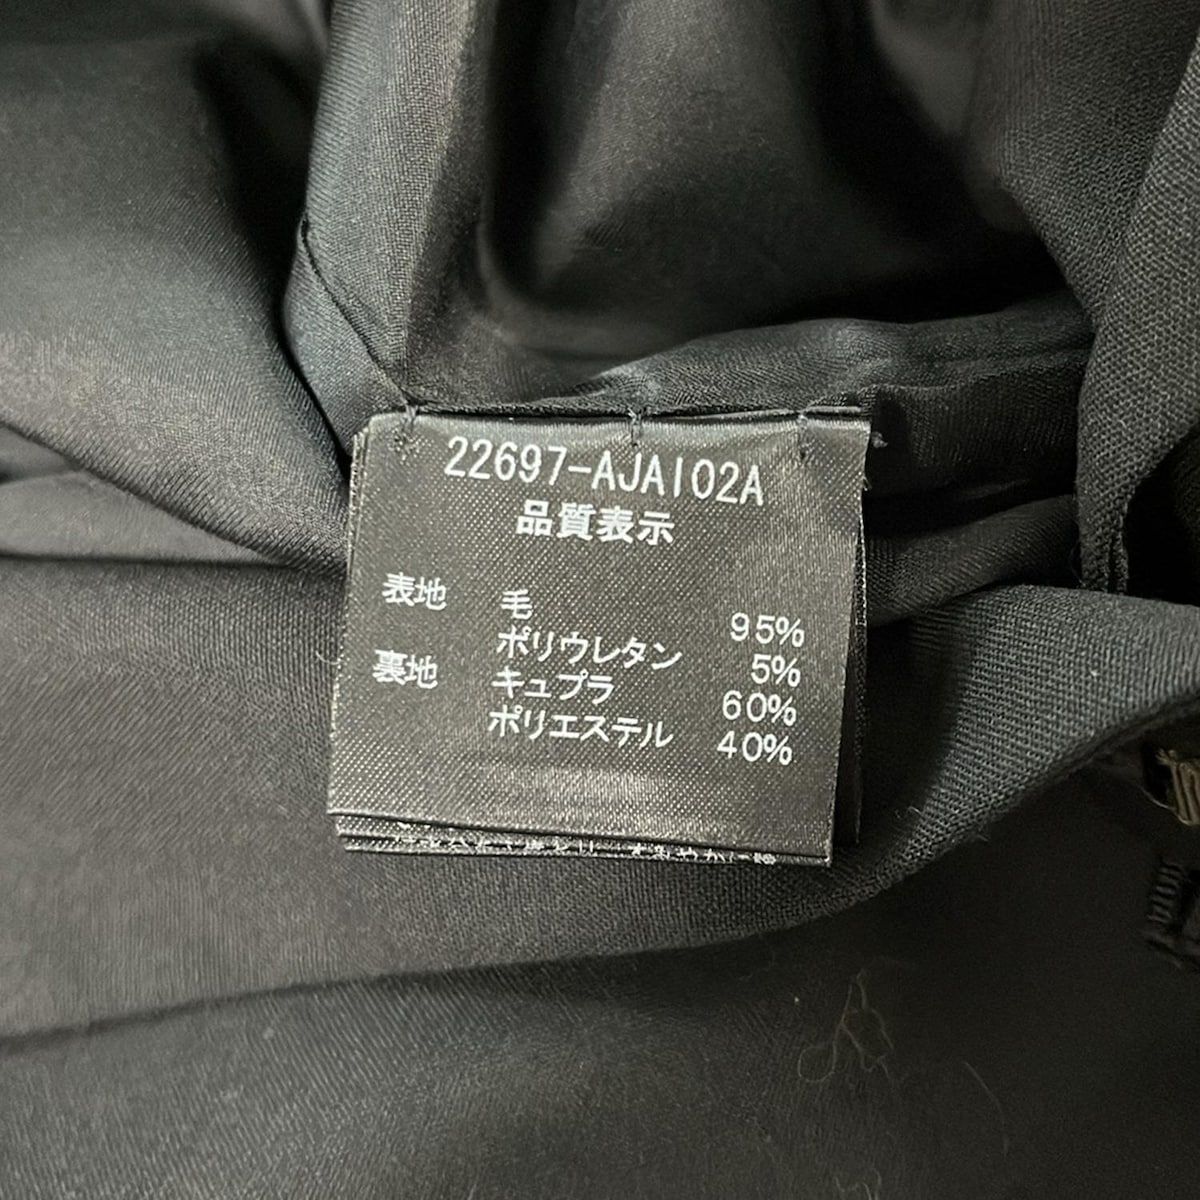 22697-AJAI02A
品質表示
表地 毛 95%
ポリウレタン 5%
裏地 キュプラ 60%
ポリエステル 40%